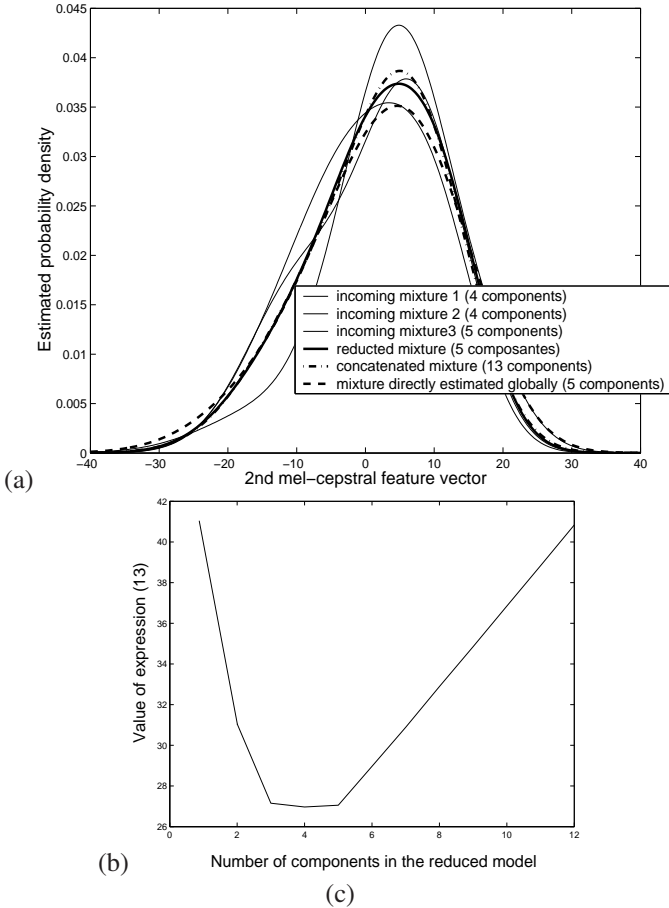 0.045
0.04
0.035
0.03
0.025
0.02
0.015
0.01
0.005
0
Estimated probability density
incoming mixture 1 (4 components)
incoming mixture 2 (4 components)
incoming mixture3 (5 components)
reducted mixture (5 composantes)
concatenated mixture (13 components)
mixture directly estimated globally (5 components)
−40 −30 −20 −10 0 10 20 30 40
2nd mel−cepstral feature vector
(a)
42
40
38
36
34
32
30
28
26
Value of expression (13)
0 2 4 6 8 10 12
Number of components in the reduced model
(b)
(c)